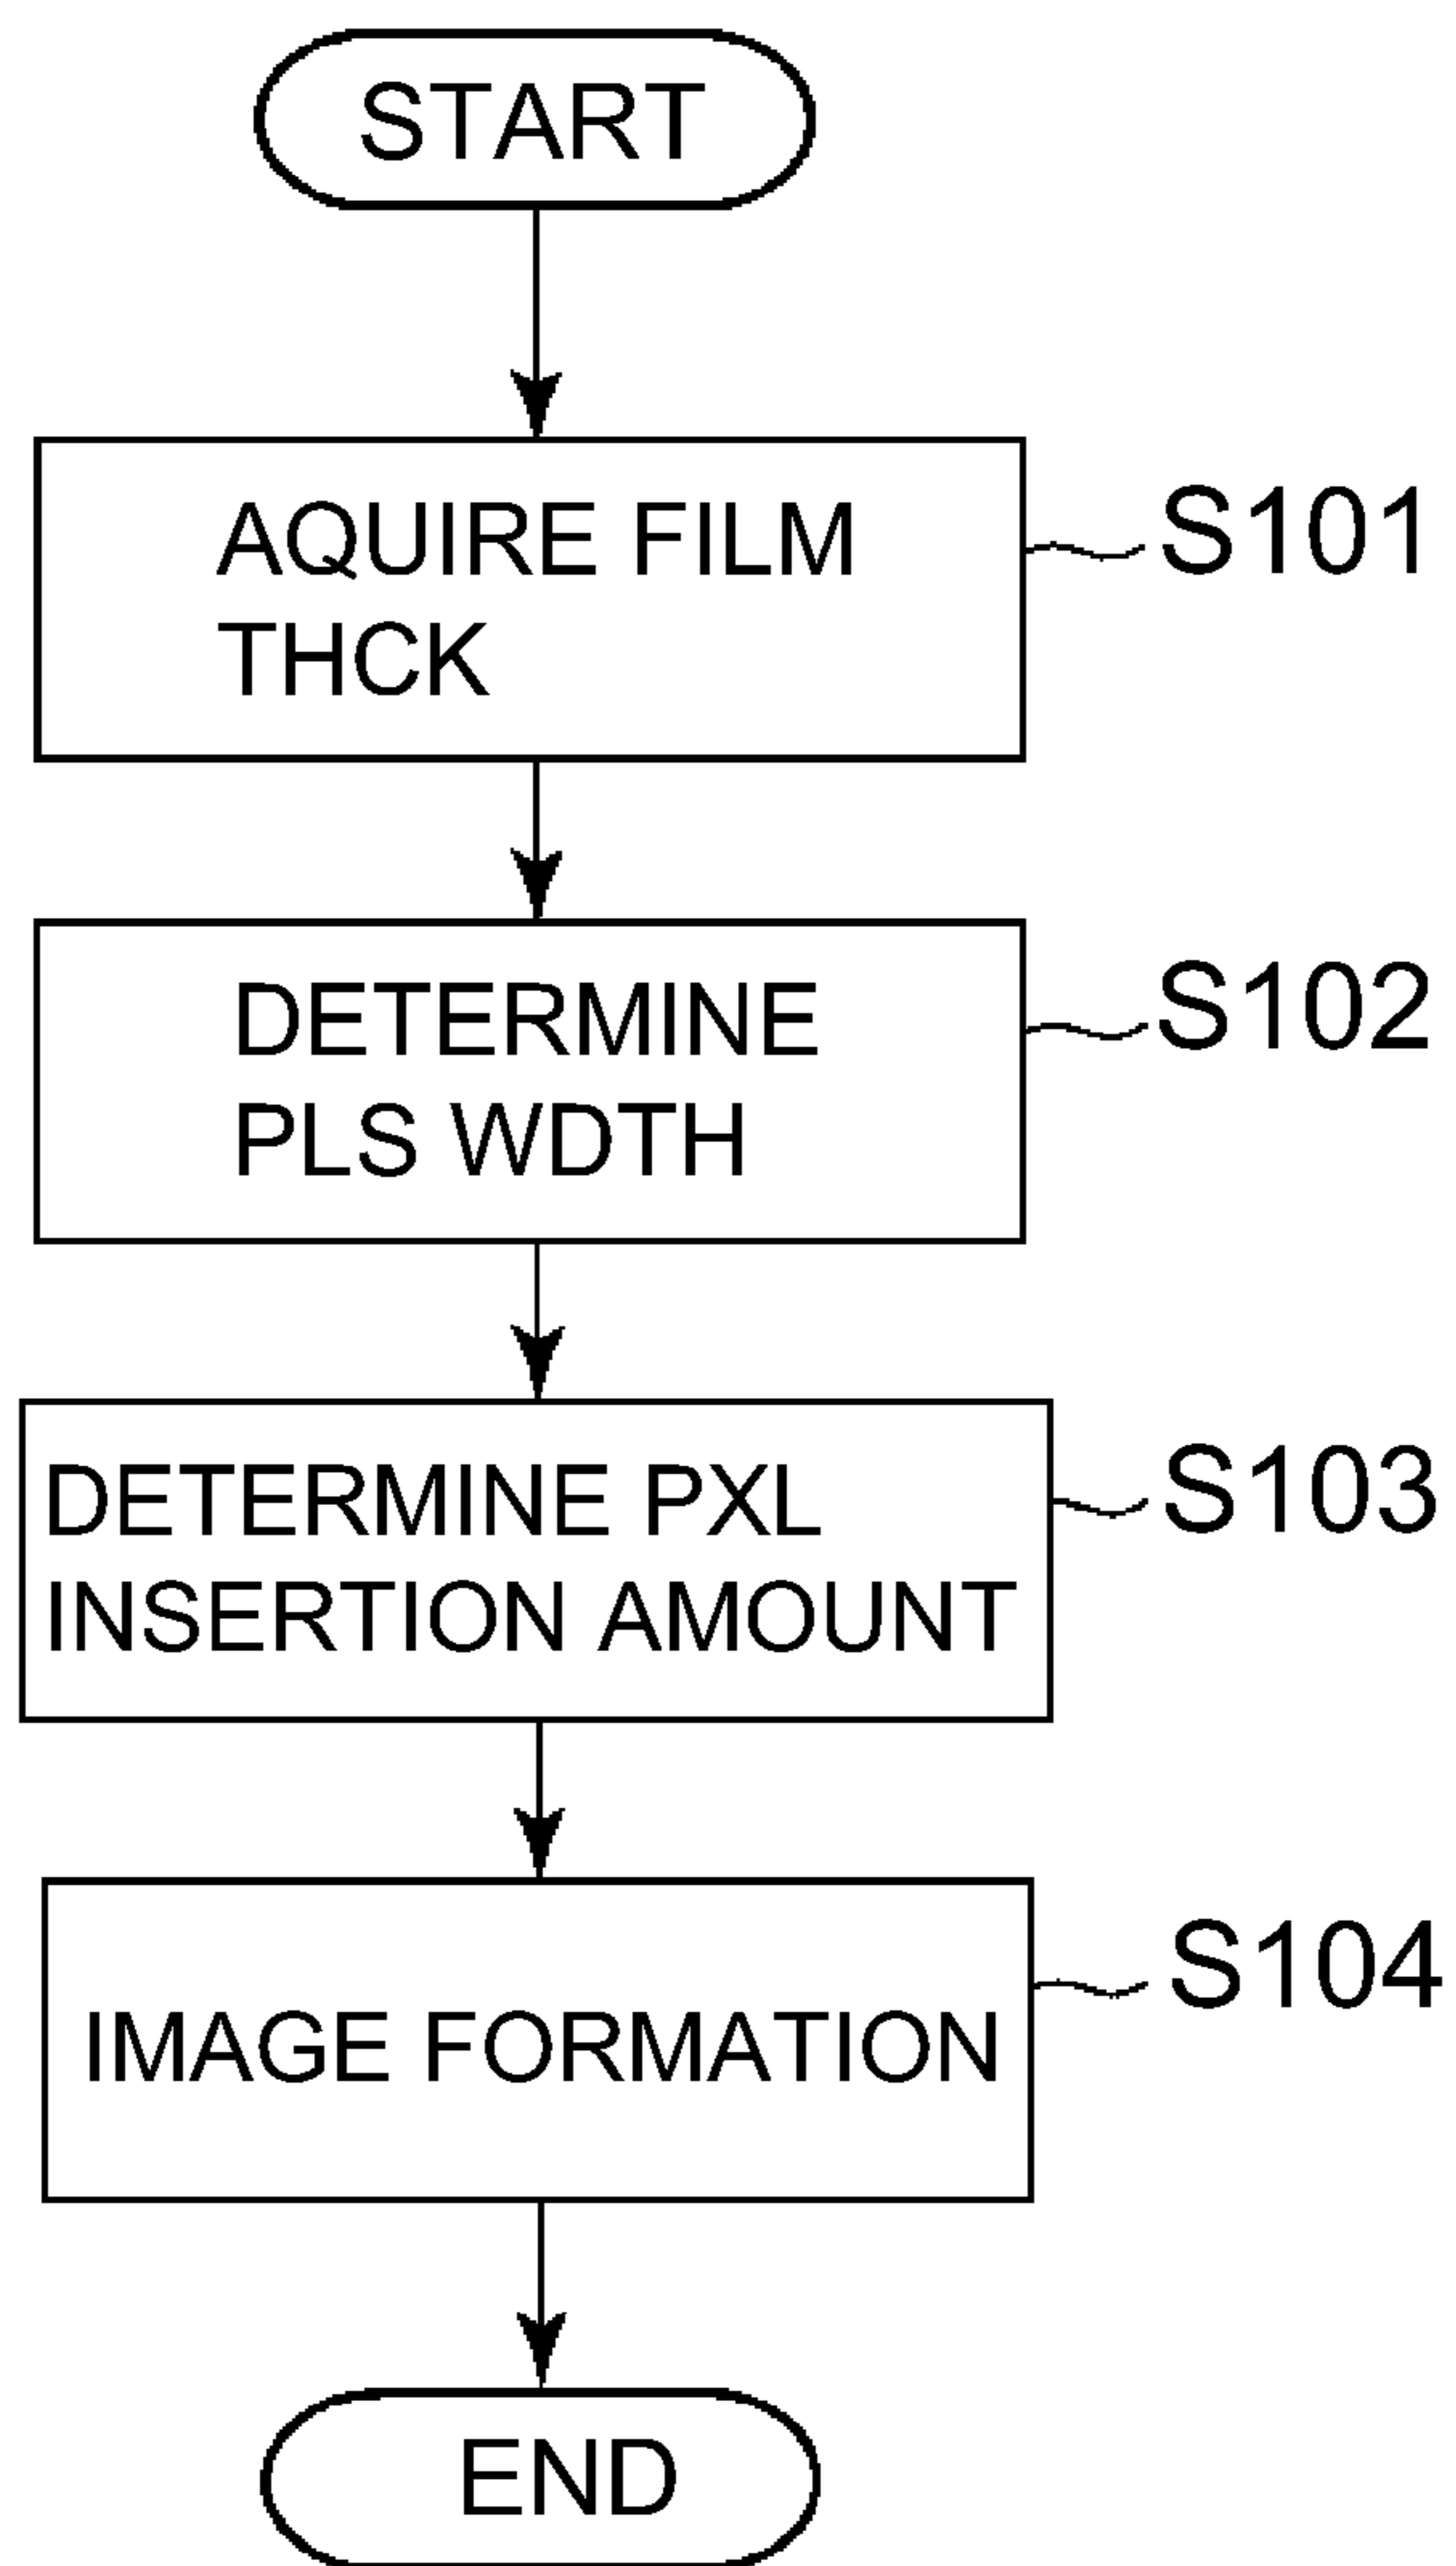 START
AQUIRE FILM
THCK
S101
DETERMINE
PLS WDTH
S102
DETERMINE PXL
INSERTION AMOUNT
S103
IMAGE FORMATION
S104
END